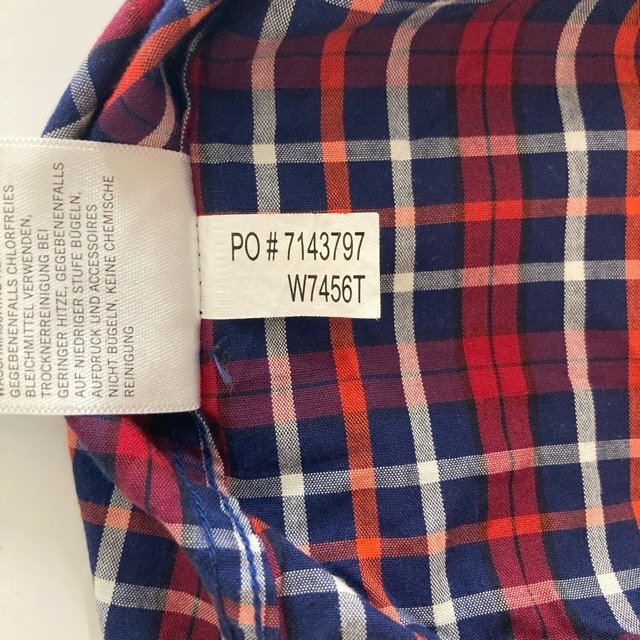 GEGEBENENFALLS CHLORFREIES
BLEICHMITTEL VERWENDEN,
TROCKNERREINIGUNG BEI
GERINGER HITZE, GEGEBENENFALLS
AUF NIEDRIGER STUFE BÜGELN,
AUFDRUCK UND ACCESSOIRES
NICHT BÜGELN, KEINE CHEMISCHE
REINIGUNG
PO # 7143797
W7456T